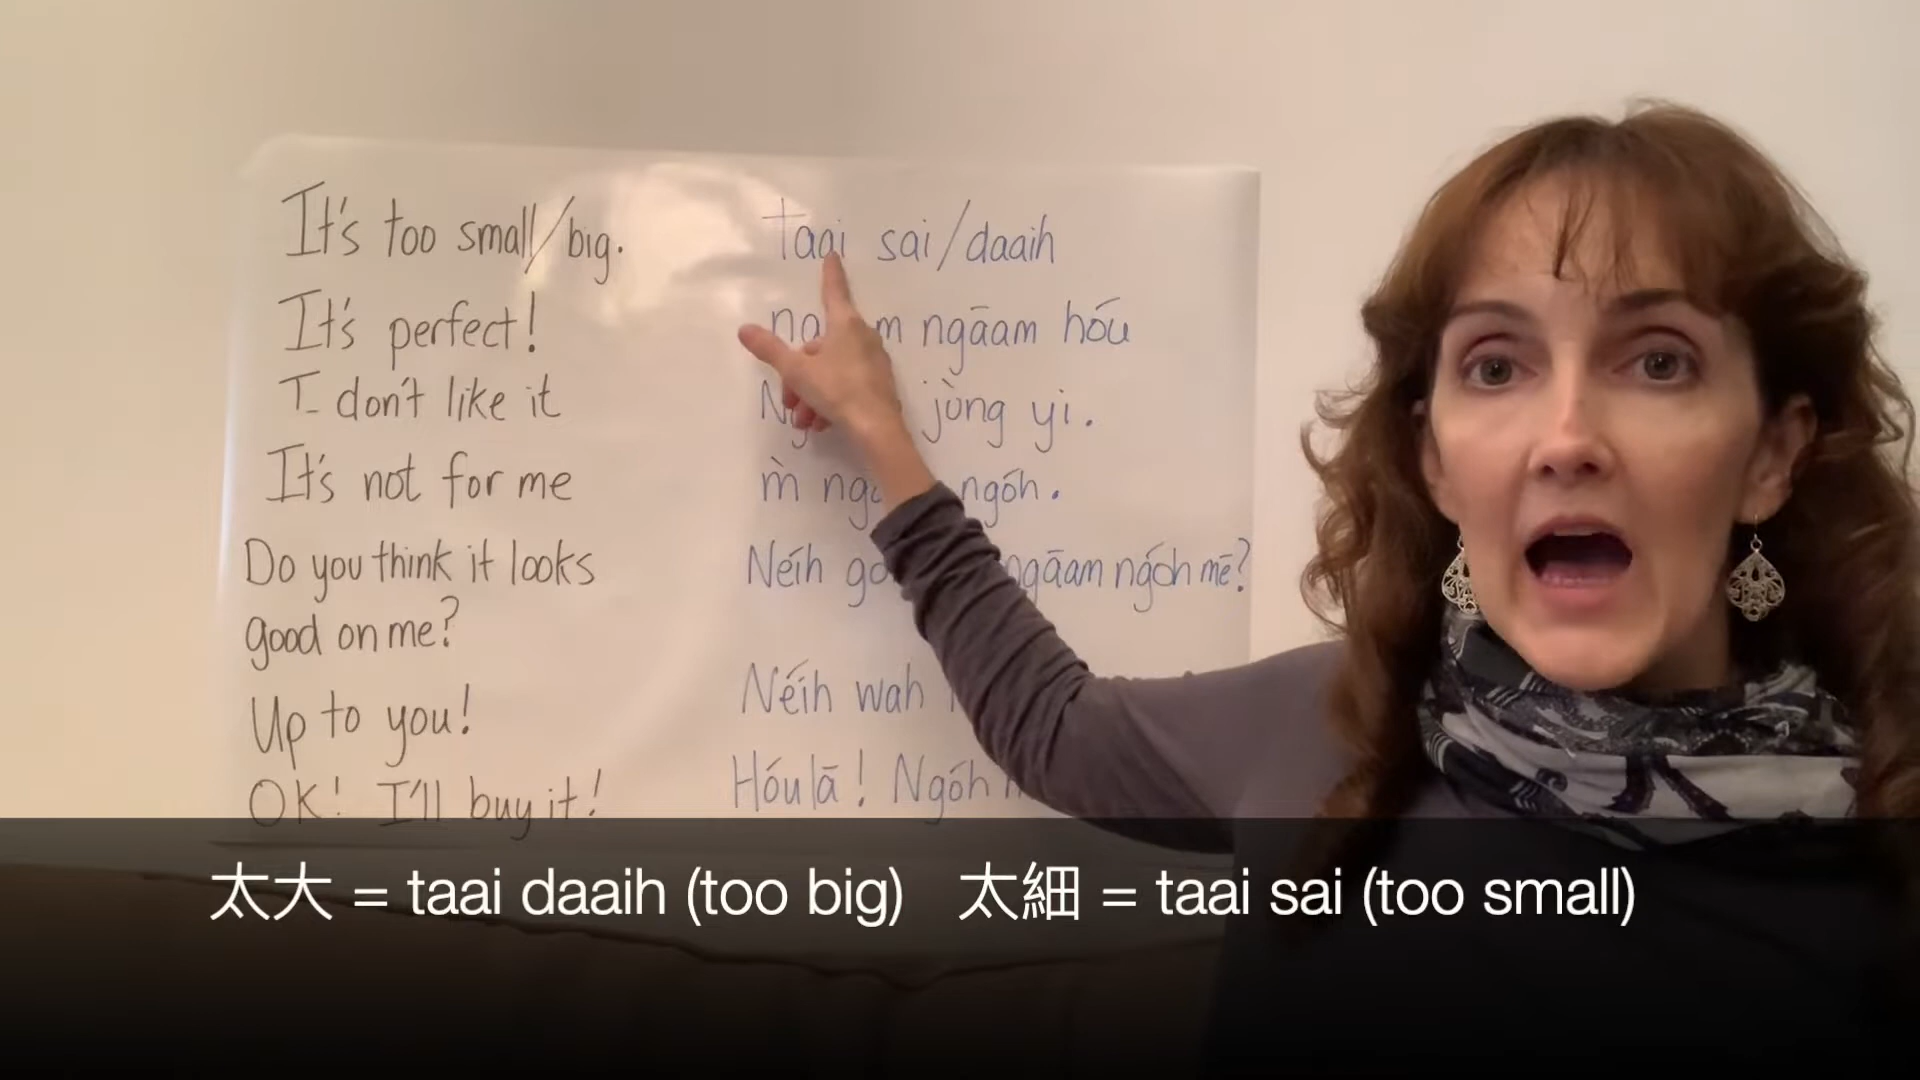 It's too small/big.
taai sai/daaih
It's perfect!
ngāam hóu
I don't like it
jùng yi.
It's not for me
m̀ ngóh.
Do you think it looks
good on me?
Néih ngāam ngóh mē?
Up to you!
Néih wah
OK! I'll buy it!
Hóu lā! Ngóh
太大 = taai daaih (too big) 太細 = taai sai (too small)